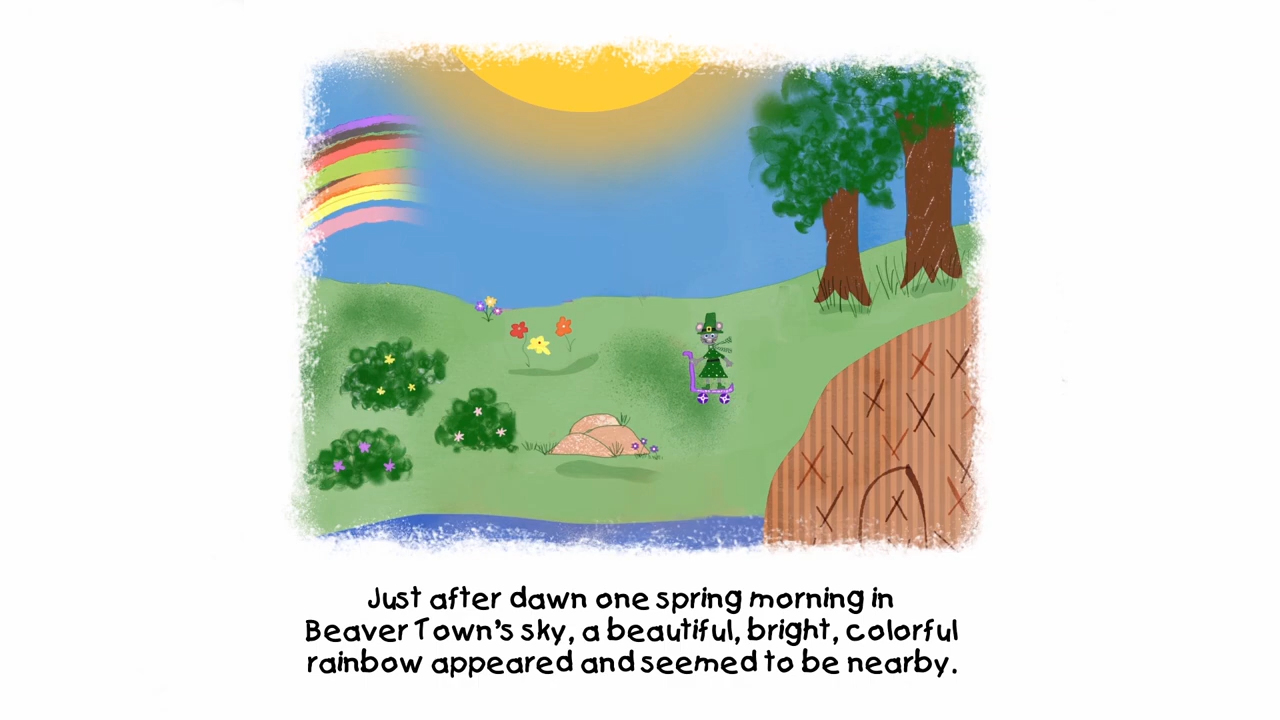 Just after dawn one spring morning in
Beaver Town's sky, a beautiful, bright, colorful
rainbow appeared and seemed to be nearby.